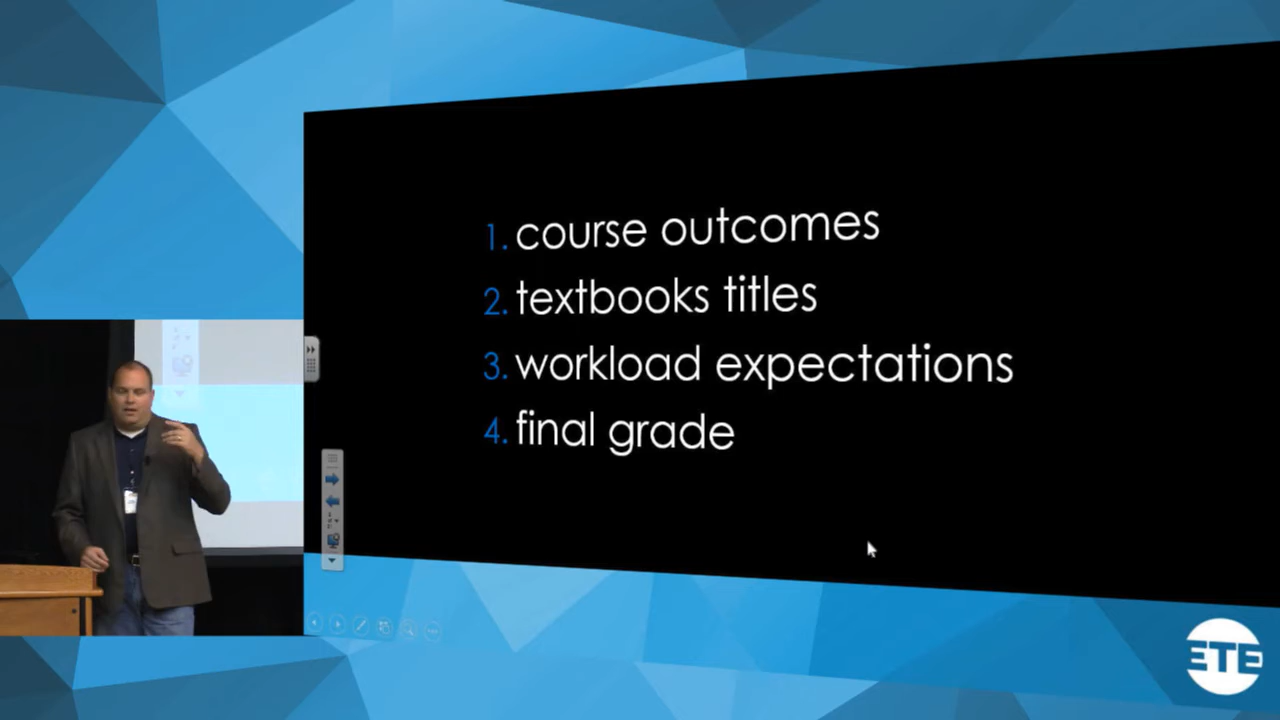 1. course outcomes
2. textbooks titles
3. workload expectations
4. final grade
ETE